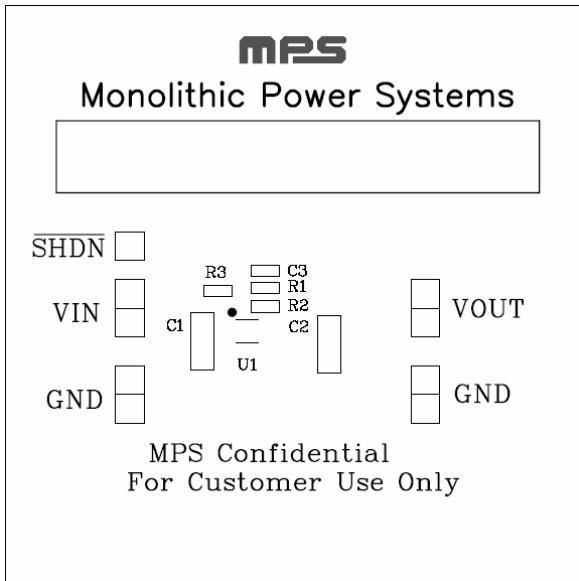 mps
Monolithic Power Systems
SHDN
R3
C3
R1
VIN
C1
R2
C2
VOUT
U1
GND
GND
MPS Confidential
For Customer Use Only